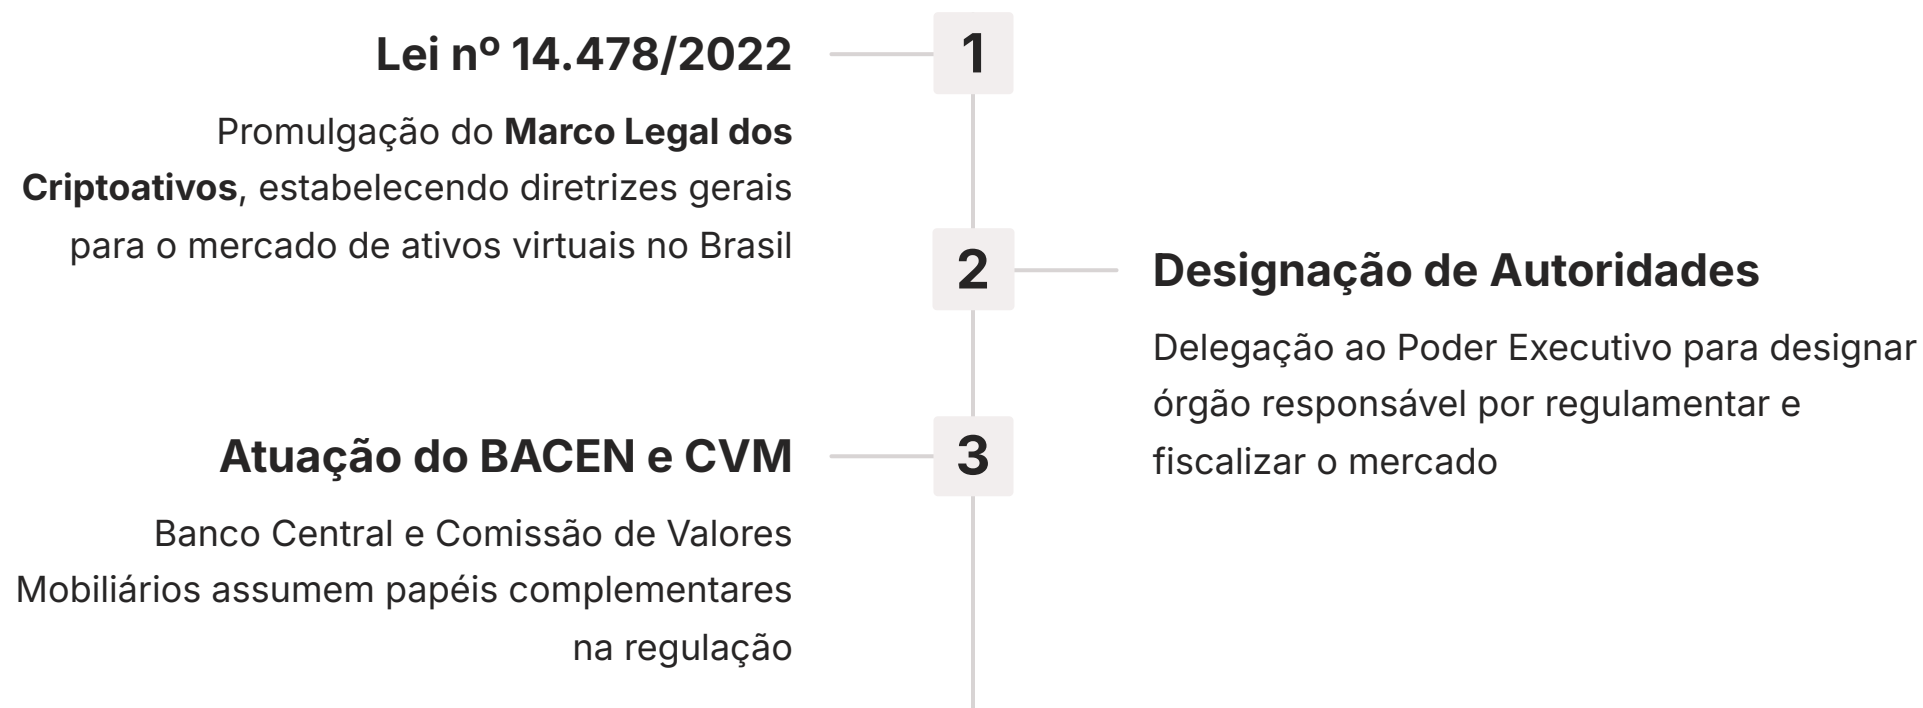 Lei nº 14.478/2022
1
Promulgação do Marco Legal dos
Criptoativos, estabelecendo diretrizes gerais
para o mercado de ativos virtuais no Brasil
2
Designação de Autoridades
Delegação ao Poder Executivo para designar
órgão responsável por regulamentar e
fiscalizar o mercado
Atuação do BACEN e CVM
3
Banco Central e Comissão de Valores
Mobiliários assumem papéis complementares
na regulação